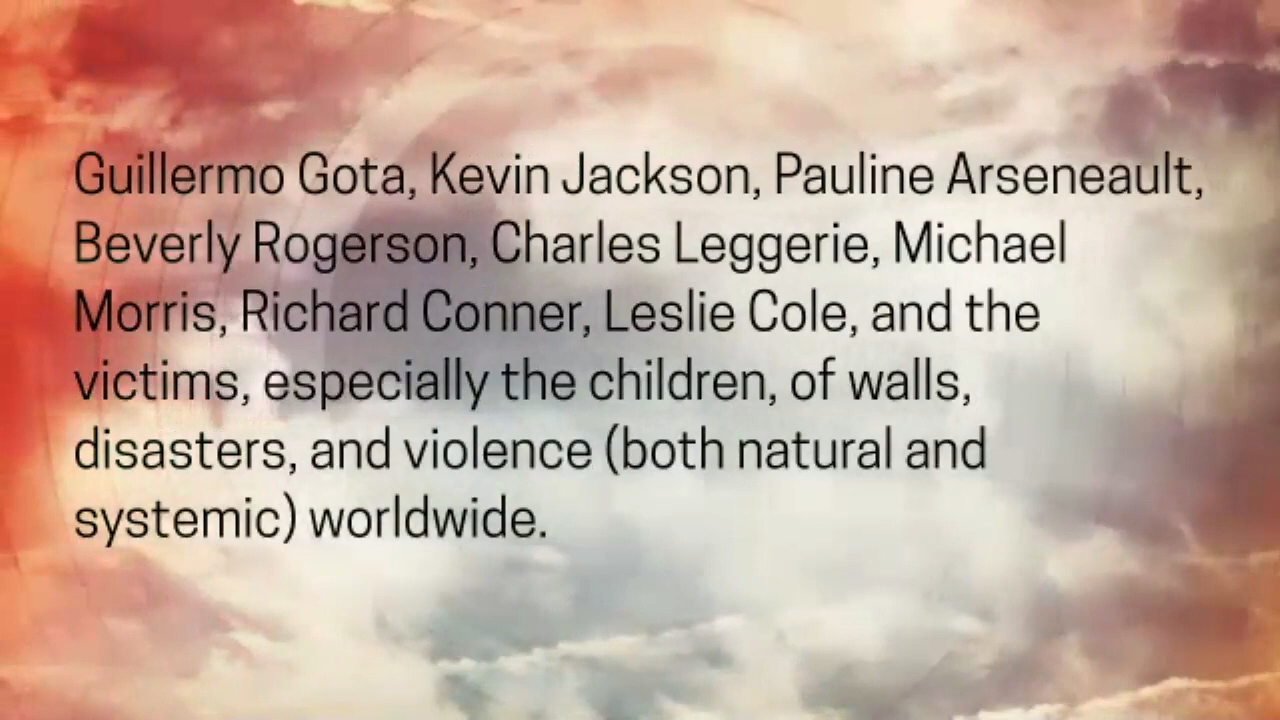 Guillermo Gota, Kevin Jackson, Pauline Arseneault,
Beverly Rogerson, Charles Leggerie, Michael
Morris, Richard Conner, Leslie Cole, and the
victims, especially the children, of walls,
disasters, and violence (both natural and
systemic) worldwide.